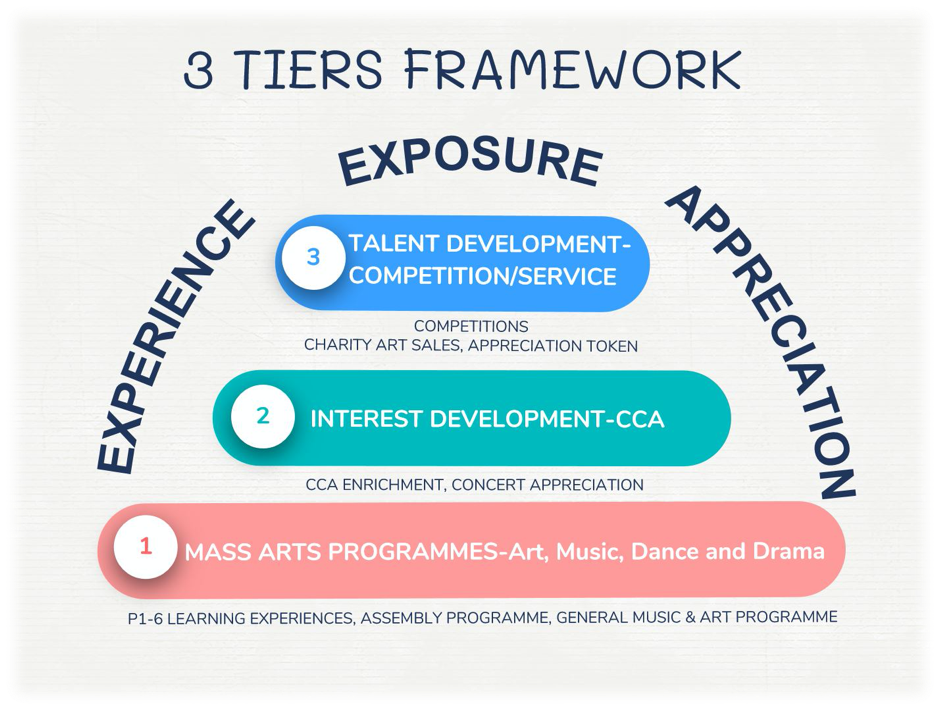 3 TIERS FRAMEWORK
EXPERIENCE
EXPOSURE
APPRECIATION
3
TALENT DEVELOPMENT-
COMPETITION/SERVICE
COMPETITIONS
CHARITY ART SALES, APPRECIATION TOKEN
2
INTEREST DEVELOPMENT-CCA
CCA ENRICHMENT, CONCERT APPRECIATION
1
MASS ARTS PROGRAMMES-Art, Music, Dance and Drama
P1-6 LEARNING EXPERIENCES, ASSEMBLY PROGRAMME, GENERAL MUSIC & ART PROGRAMME